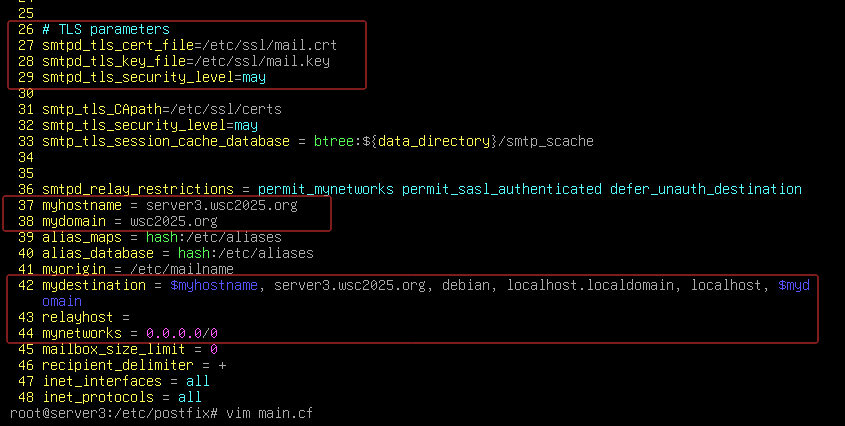 25
26 # TLS parameters
27 smtpd_tls_cert_file=/etc/ssl/mail.crt
28 smtpd_tls_key_file=/etc/ssl/mail.key
29 smtpd_tls_security_level=may
30
31 smtp_tls_CApath=/etc/ssl/certs
32 smtp_tls_security_level=may
33 smtp_tls_session_cache_database = btree:${data_directory}/smtp_scache
34
35
36 smtpd_relay_restrictions = permit_mynetworks permit_sasl_authenticated defer_unauth_destination
37 myhostname = server3.wsc2025.org
38 mydomain = wsc2025.org
39 alias_maps = hash:/etc/aliases
40 alias_database = hash:/etc/aliases
41 myorigin = /etc/mailname
42 mydestination = $myhostname, server3.wsc2025.org, debian, localhost.localdomain, localhost, $myd
omain
43 relayhost =
44 mynetworks = 0.0.0.0/0
45 mailbox_size_limit = 0
46 recipient_delimiter = +
47 inet_interfaces = all
48 inet_protocols = all
root@server3:/etc/postfix# vim main.cf